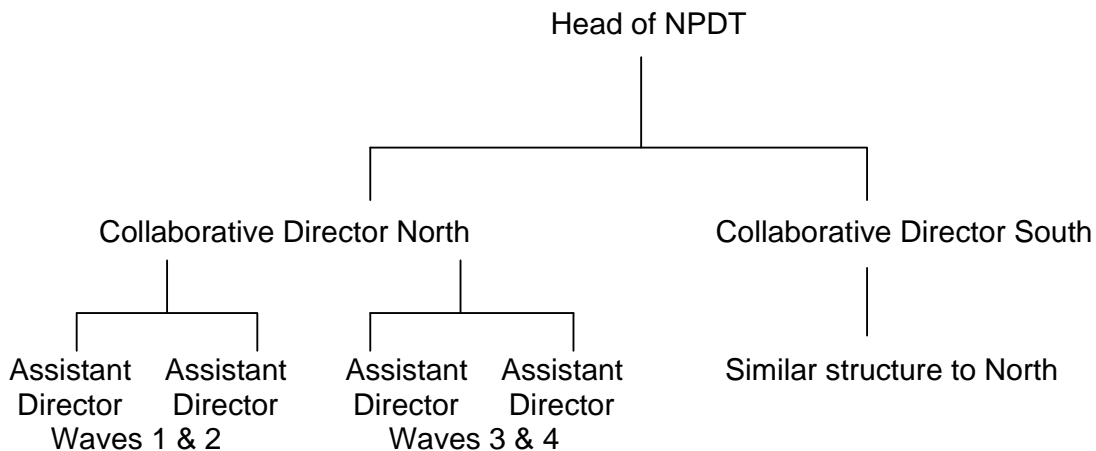 Head of NPDT
Collaborative Director North
Collaborative Director South
Assistant Director
Assistant Director
Waves 1 & 2
Assistant Director
Assistant Director
Waves 3 & 4
Similar structure to North